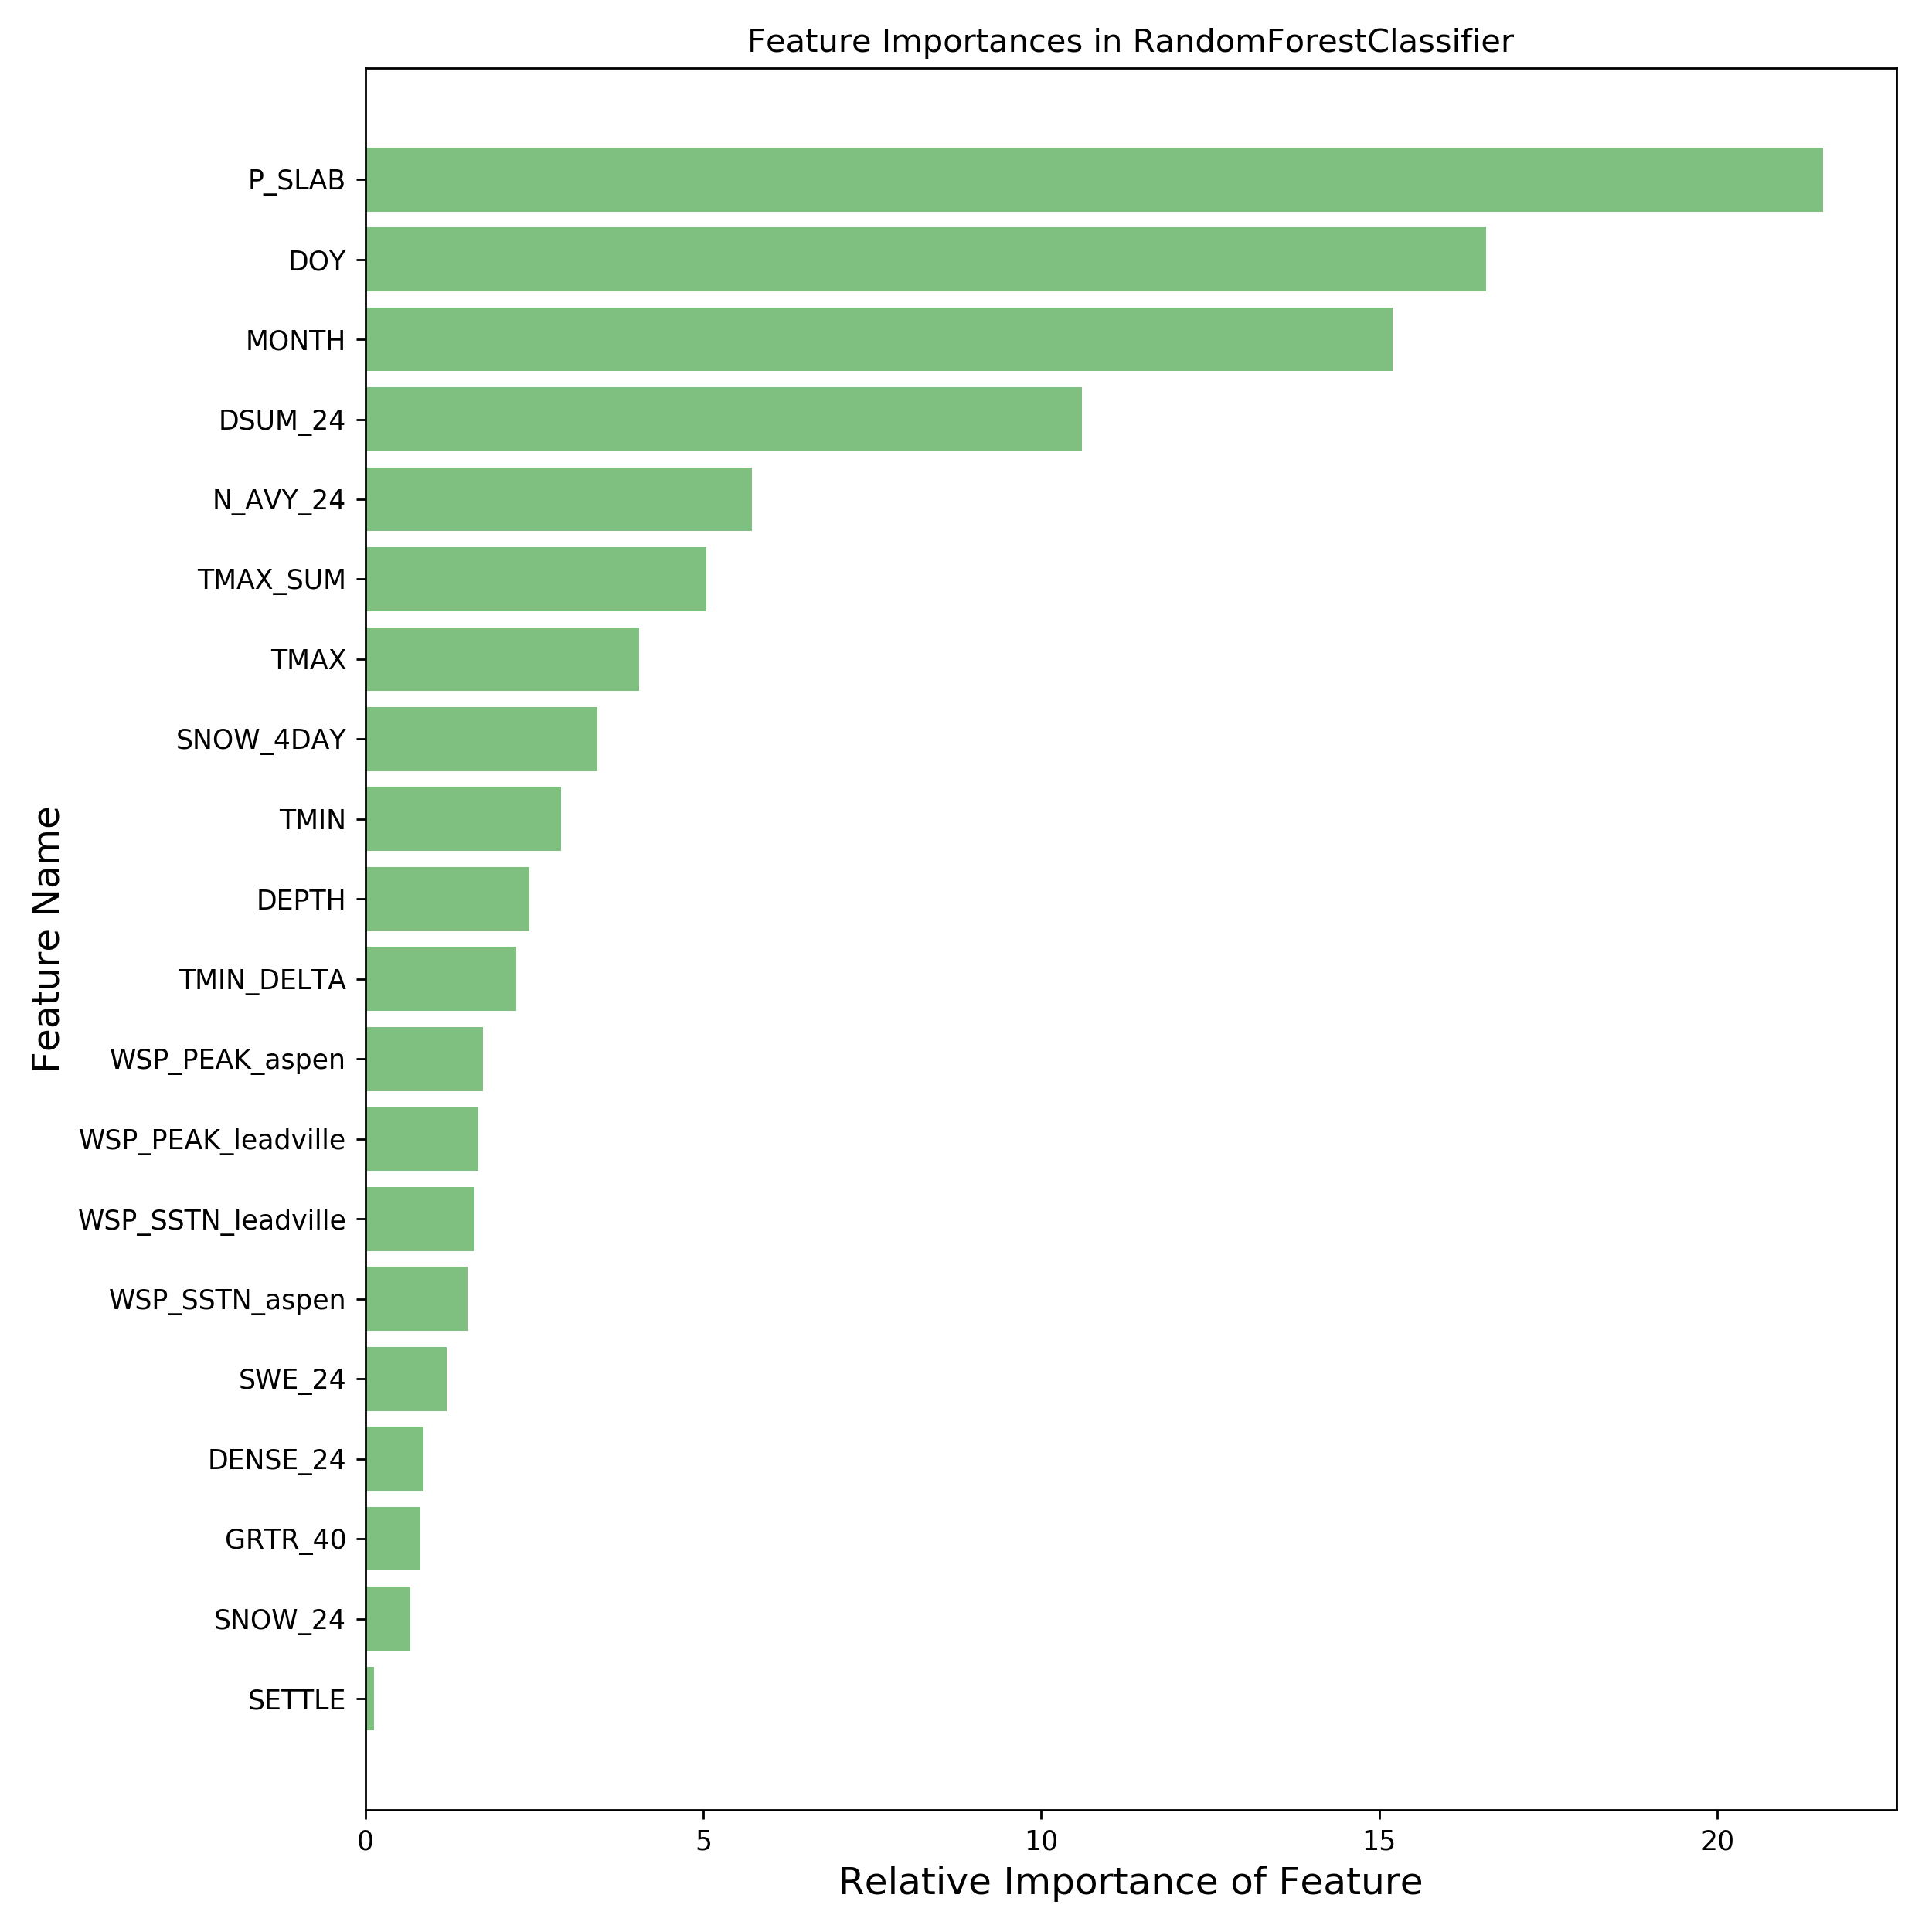 Feature Importances in RandomForestClassifier
P_SLAB
DOY
MONTH
DSUM_24
N_AVY_24
TMAX_SUM
TMAX
SNOW_4DAY
TMIN
DEPTH
TMIN_DELTA
WSP_PEAK_aspen
WSP_PEAK_leadville
WSP_SSTN_leadville
WSP_SSTN_aspen
SWE_24
DENSE_24
GRTR_40
SNOW_24
SETTLE
Feature Name
0 5 10 15 20
Relative Importance of Feature